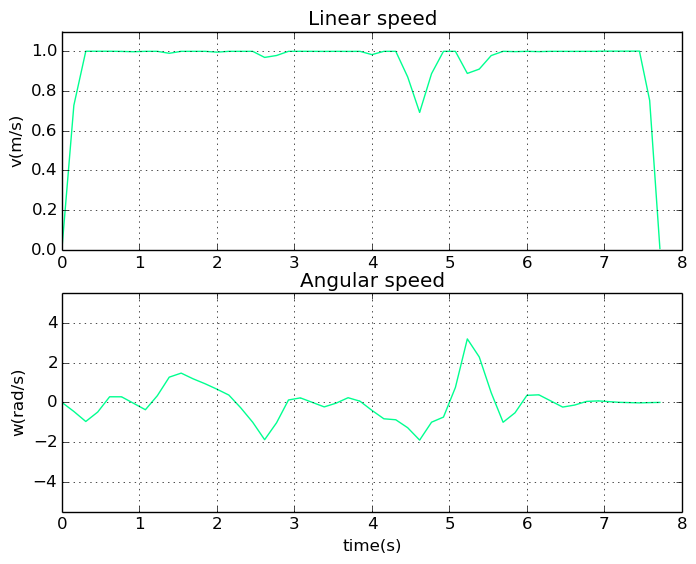 Linear speed
v(m/s)
1.0
0.8
0.6
0.4
0.2
0.0
0 1 2 3 4 5 6 7 8
Angular speed
w(rad/s)
4
2
0
−2
−4
0 1 2 3 4 5 6 7 8
time(s)